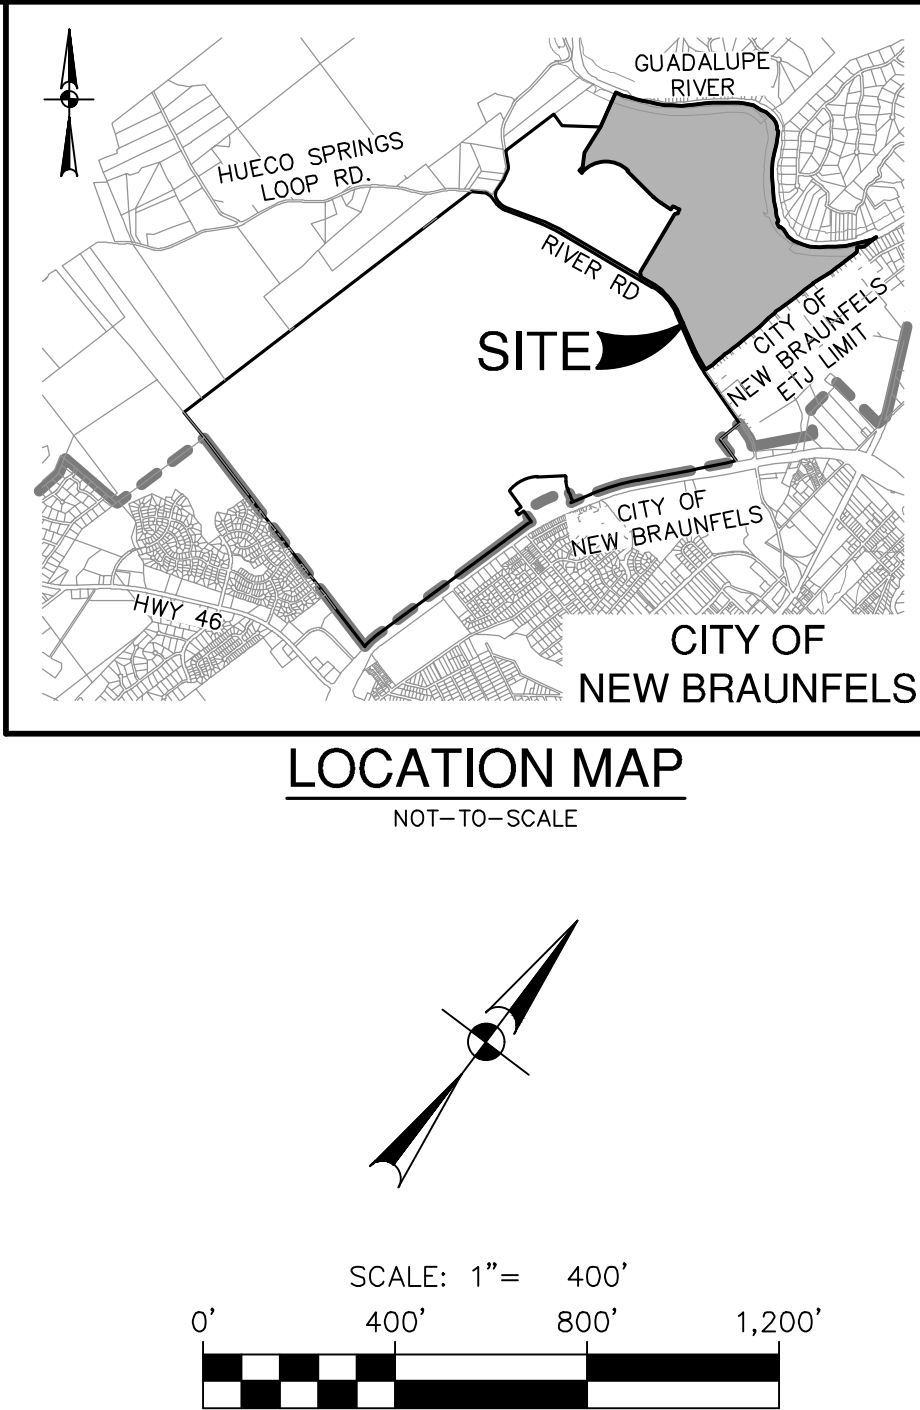 GUADALUPE
RIVER
HUECO SPRINGS
LOOP RD.
RIVER RD
SITE
CITY OF
NEW BRAUNFELS
ETJ LIMIT
CITY OF
NEW BRAUNFELS
HWY 46
CITY OF
NEW BRAUNFELS
LOCATION MAP
NOT-TO-SCALE
SCALE: 1"= 400'
0' 400' 800' 1,200'